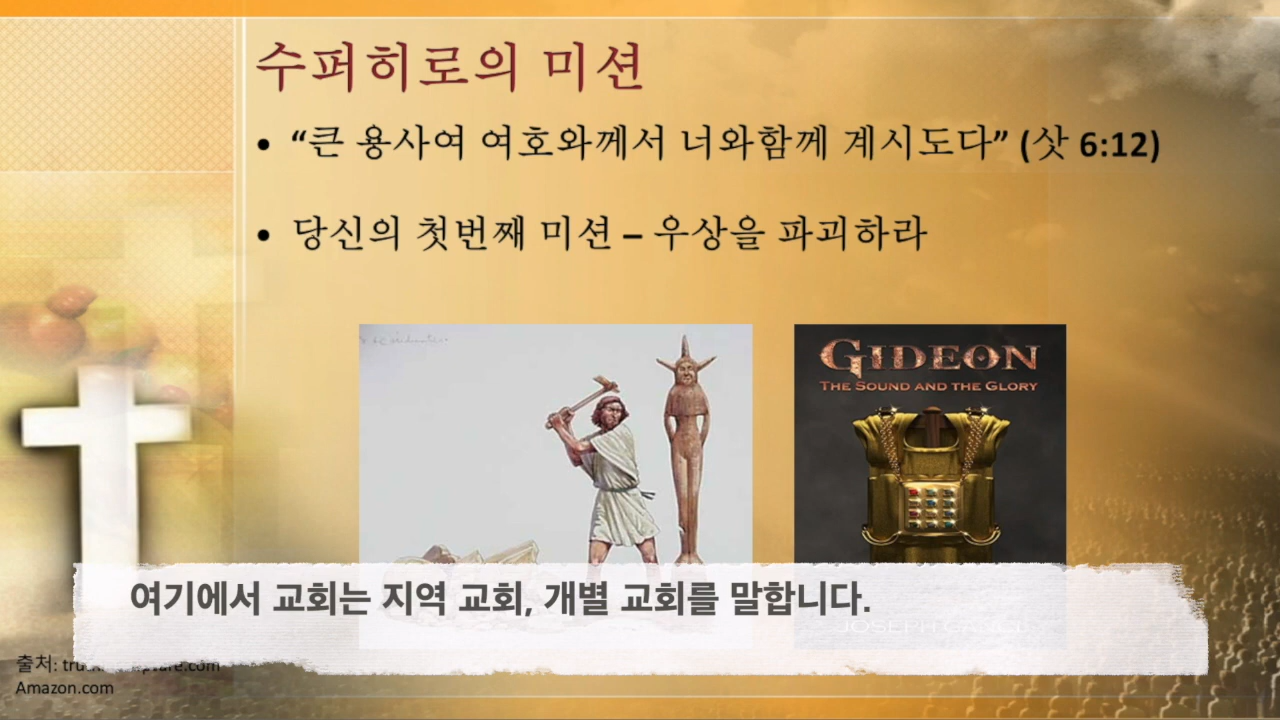 수퍼히로의 미션
• “큰 용사여 여호와께서 너와함께 계시도다” (삿 6:12)
• 당신의 첫번째 미션 – 우상을 파괴하라
GIDEON
THE SOUND AND THE GLORY
여기에서 교회는 지역 교회, 개별 교회를 말합니다.
출처:
Amazon.com